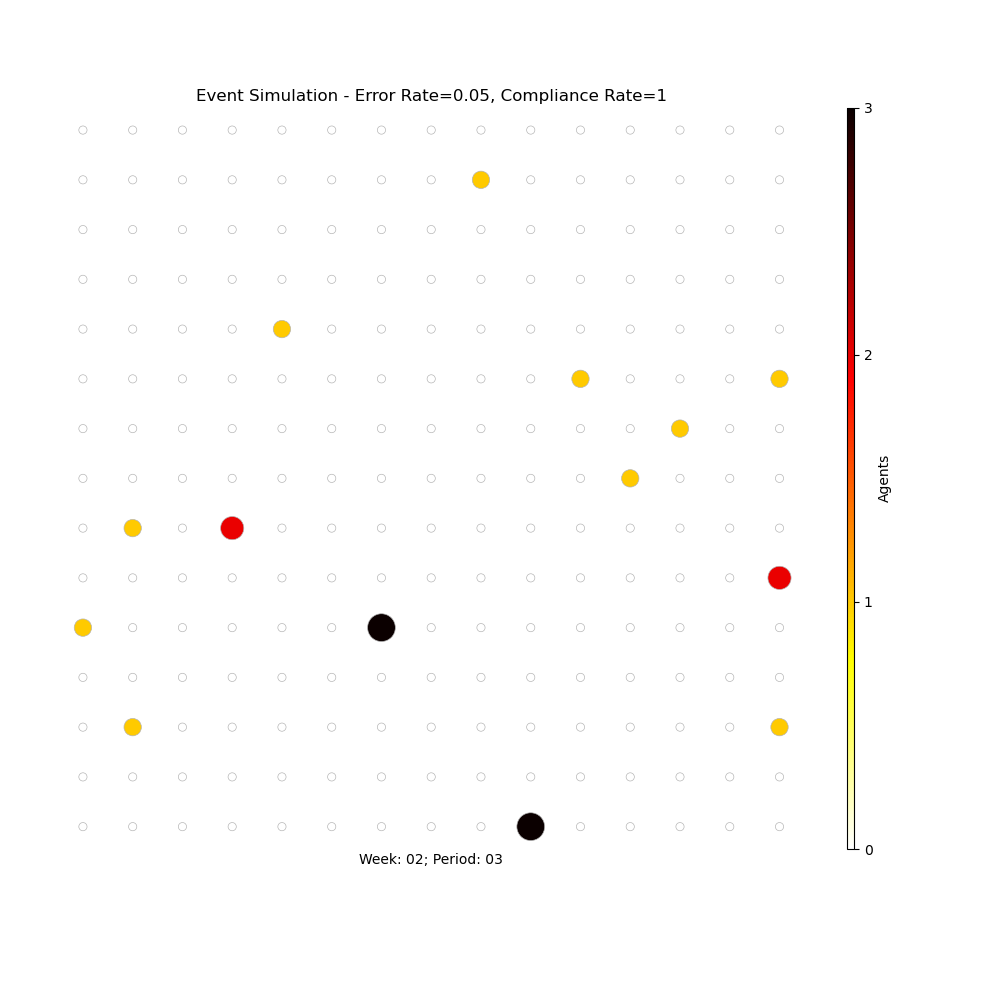 Event Simulation - Error Rate=0.05, Compliance Rate=1
3
2
Agents
1
0
Week: 02; Period: 03